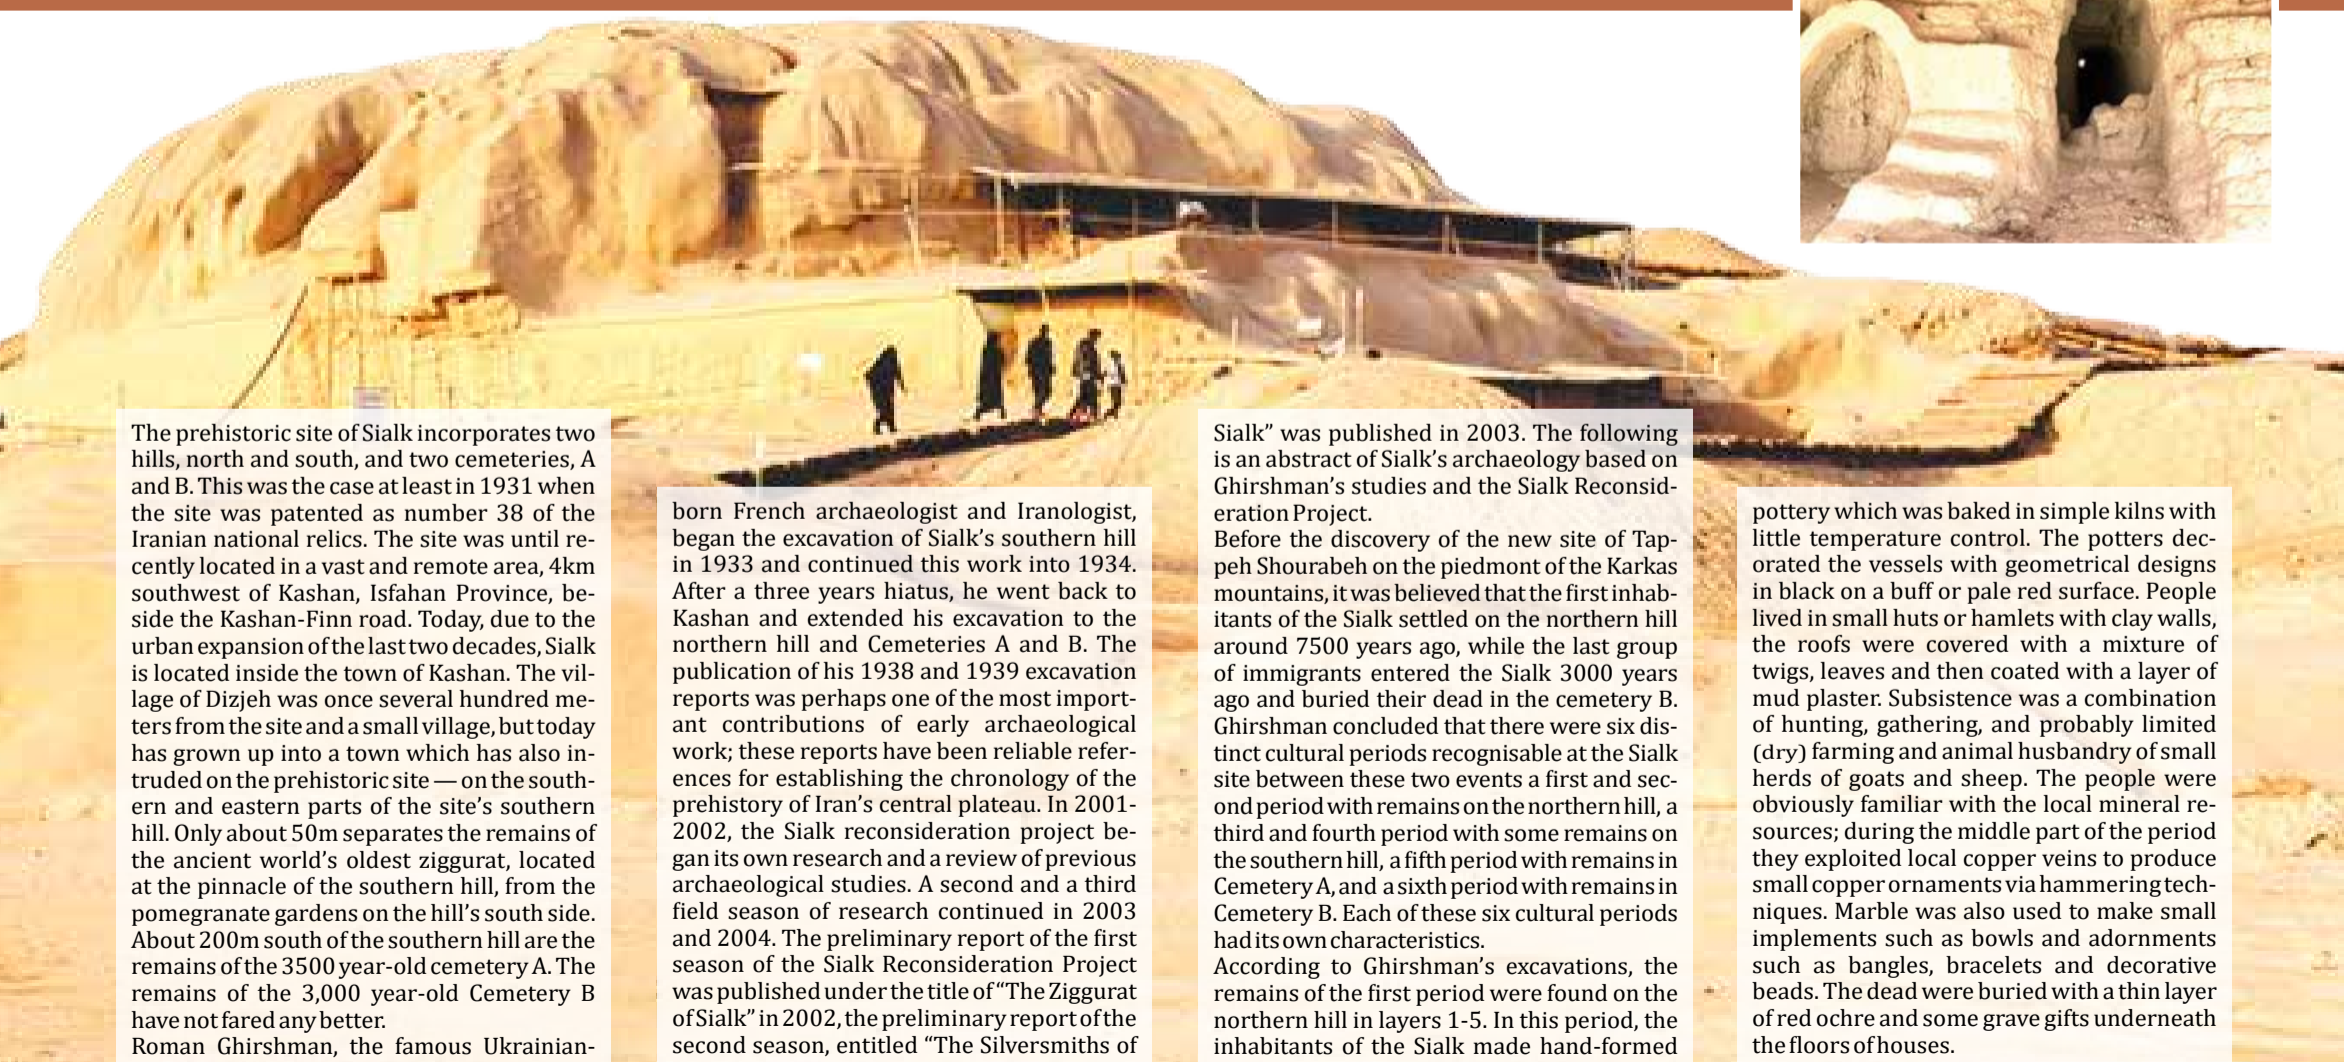 The prehistoric site of Sialk incorporates two
hills, north and south, and two cemeteries, A
and B. This was the case at least in 1931 when
the site was patented as number 38 of the
Iranian national relics. The site was until re-
cently located in a vast and remote area, 4km
southwest of Kashan, Isfahan Province, be-
side the Kashan-Finn road. Today, due to the
urban expansion of the last two decades, Sialk
is located inside the town of Kashan. The vil-
lage of Dizjeh was once several hundred me-
ters from the site and a small village, but today
has grown up into a town which has also in-
truded on the prehistoric site — on the south-
ern and eastern parts of the site's southern
hill. Only about 50m separates the remains of
the ancient world's oldest ziggurat, located
at the pinnacle of the southern hill, from the
pomegranate gardens on the hill's south side.
About 200m south of the southern hill are the
remains of the 3500 year-old cemetery A. The
remains of the 3,000 year-old Cemetery B
have not fared any better.
Roman Ghirshman, the famous Ukrainian-
born French archaeologist and Iranologist,
began the excavation of Sialk's southern hill
in 1933 and continued this work into 1934.
After a three years hiatus, he went back to
Kashan and extended his excavation to the
northern hill and Cemeteries A and B. The
publication of his 1938 and 1939 excavation
reports was perhaps one of the most import-
ant contributions of early archaeological
work; these reports have been reliable refer-
ences for establishing the chronology of the
prehistory of Iran's central plateau. In 2001-
2002, the Sialk reconsideration project be-
gan its own research and a review of previous
archaeological studies. A second and a third
field season of research continued in 2003
and 2004. The preliminary report of the first
season of the Sialk Reconsideration Project
was published under the title of "The Ziggurat
of Sialk" in 2002, the preliminary report of the
second season, entitled "The Silversmiths of
Sialk" was published in 2003. The following
is an abstract of Sialk's archaeology based on
Ghirshman's studies and the Sialk Reconsid-
eration Project.
Before the discovery of the new site of Tap-
peh Shourabeh on the piedmont of the Karkas
mountains, it was believed that the first inhab-
itants of the Sialk settled on the northern hill
around 7500 years ago, while the last group
of immigrants entered the Sialk 3000 years
ago and buried their dead in the cemetery B.
Ghirshman concluded that there were six dis-
tinct cultural periods recognisable at the Sialk
site between these two events a first and sec-
ond period with remains on the northern hill, a
third and fourth period with some remains on
the southern hill, a fifth period with remains in
Cemetery A, and a sixth period with remains in
Cemetery B. Each of these six cultural periods
had its own characteristics.
According to Ghirshman's excavations, the
remains of the first period were found on the
northern hill in layers 1-5. In this period, the
inhabitants of the Sialk made hand-formed
pottery which was baked in simple kilns with
little temperature control. The potters dec-
orated the vessels with geometrical designs
in black on a buff or pale red surface. People
lived in small huts or hamlets with clay walls,
the roofs were covered with a mixture of
twigs, leaves and then coated with a layer of
mud plaster. Subsistence was a combination
of hunting, gathering, and probably limited
(dry) farming and animal husbandry of small
herds of goats and sheep. The people were
obviously familiar with the local mineral re-
sources; during the middle part of the period
they exploited local copper veins to produce
small copper ornaments via hammering tech-
niques. Marble was also used to make small
implements such as bowls and adornments
such as bangles, bracelets and decorative
beads. The dead were buried with a thin layer
of red ochre and some grave gifts underneath
the floors of houses.